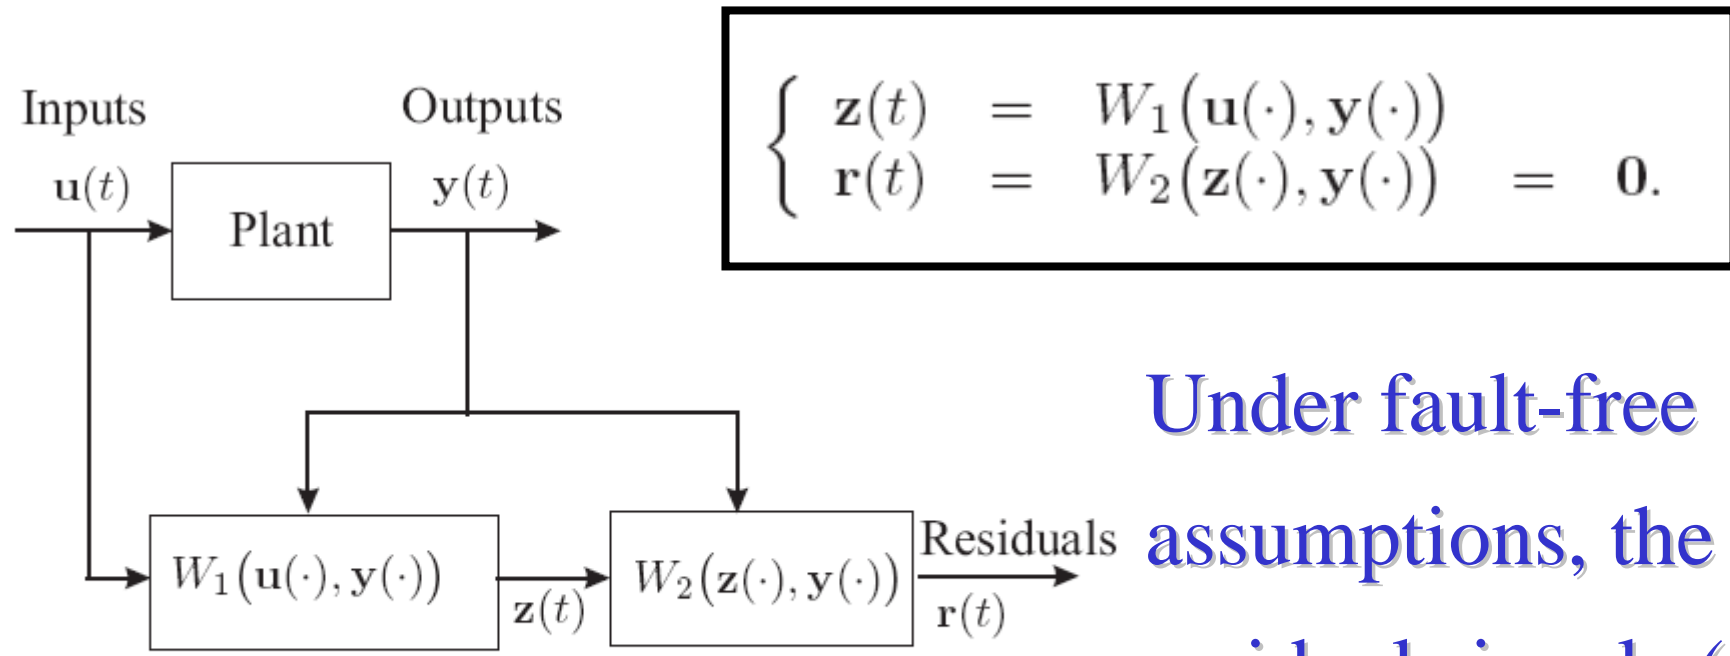 Inputs
Outputs
u(t)
y(t)
Plant
{ z(t) = W₁(u(·), y(·))
r(t) = W₂(z(·), y(·)) = 0.
Under fault-free
assumptions, the
W₁(u(·), y(·))
z(t)
W₂(z(·), y(·))
Residuals
r(t)